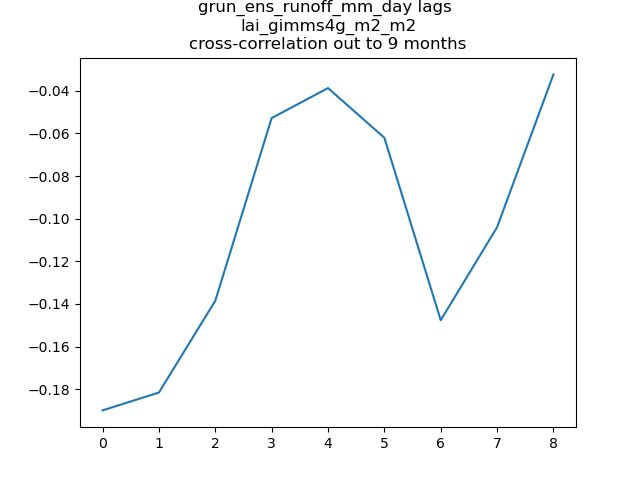 grun_ens_runoff_mm_day lags
lai_gimms4g_m2_m2
cross-correlation out to 9 months
−0.04
−0.06
−0.08
−0.10
−0.12
−0.14
−0.16
−0.18
0 1 2 3 4 5 6 7 8